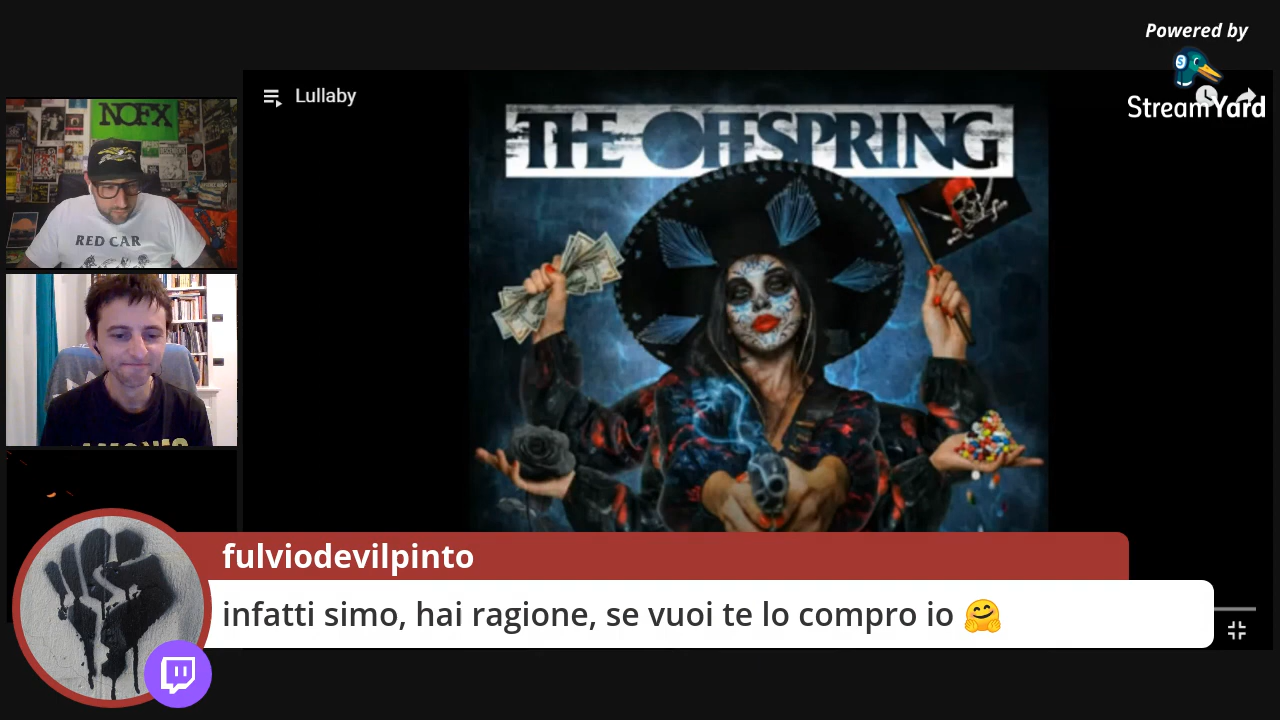 Powered by
StreamYard
Lullaby
NOFX
THE OFFSPRING
RED CAR
fulviodevilpinto
infatti simo, hai ragione, se vuoi te lo compro io 🤗